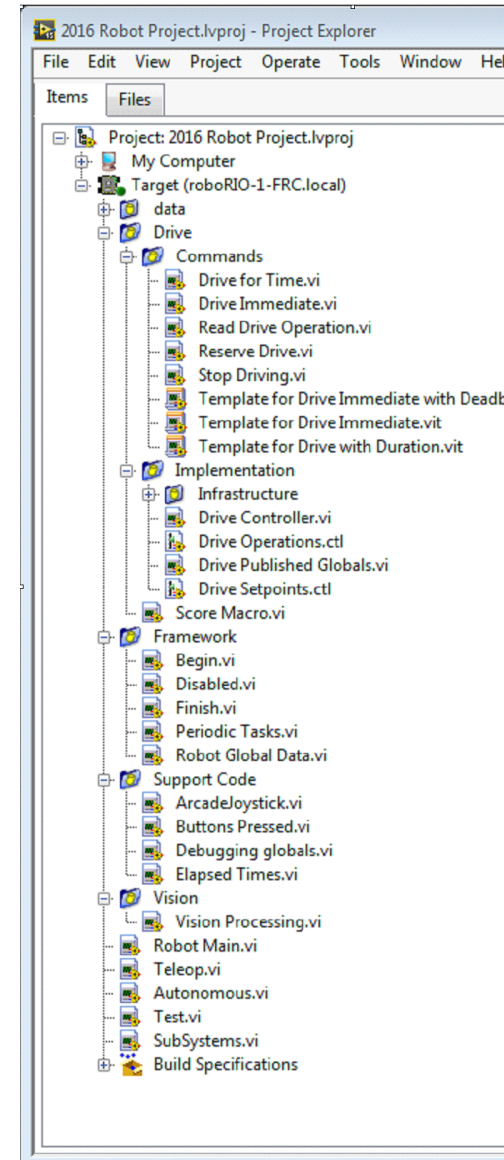 2016 Robot Project.lvproj - Project Explorer
File Edit View Project Operate Tools Window
Items Files
Project: 2016 Robot Project.lvproj
My Computer
Target (roboRIO-1-FRC.local)
data
Drive
Commands
Drive for Time.vi
Drive Immediate.vi
Read Drive Operation.vi
Reserve Drive.vi
Stop Driving.vi
Template for Drive Immediate with
Template for Drive Immediate.vit
Template for Drive with Duration.vit
Implementation
Infrastructure
Drive Controller.vi
Drive Operations.ctl
Drive Published Globals.vi
Drive Setpoints.ctl
Score Macro.vi
Framework
Begin.vi
Disabled.vi
Finish.vi
Periodic Tasks.vi
Robot Global Data.vi
Support Code
ArcadeJoystick.vi
Buttons Pressed.vi
Debugging globals.vi
Elapsed Times.vi
Vision
Vision Processing.vi
Robot Main.vi
Teleop.vi
Autonomous.vi
Test.vi
SubSystems.vi
Build Specifications